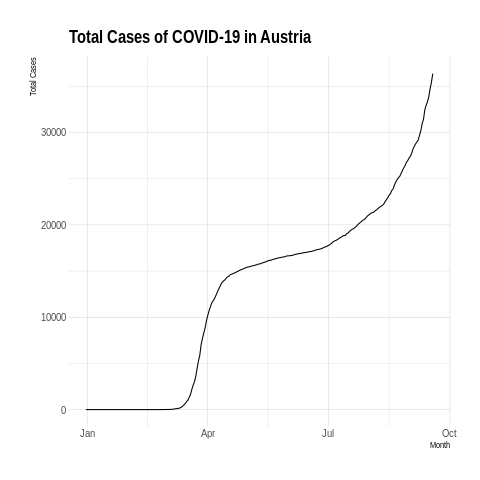 Total Cases of COVID-19 in Austria
Total Cases
30000
20000
10000
0
Jan Apr Jul Oct
Month